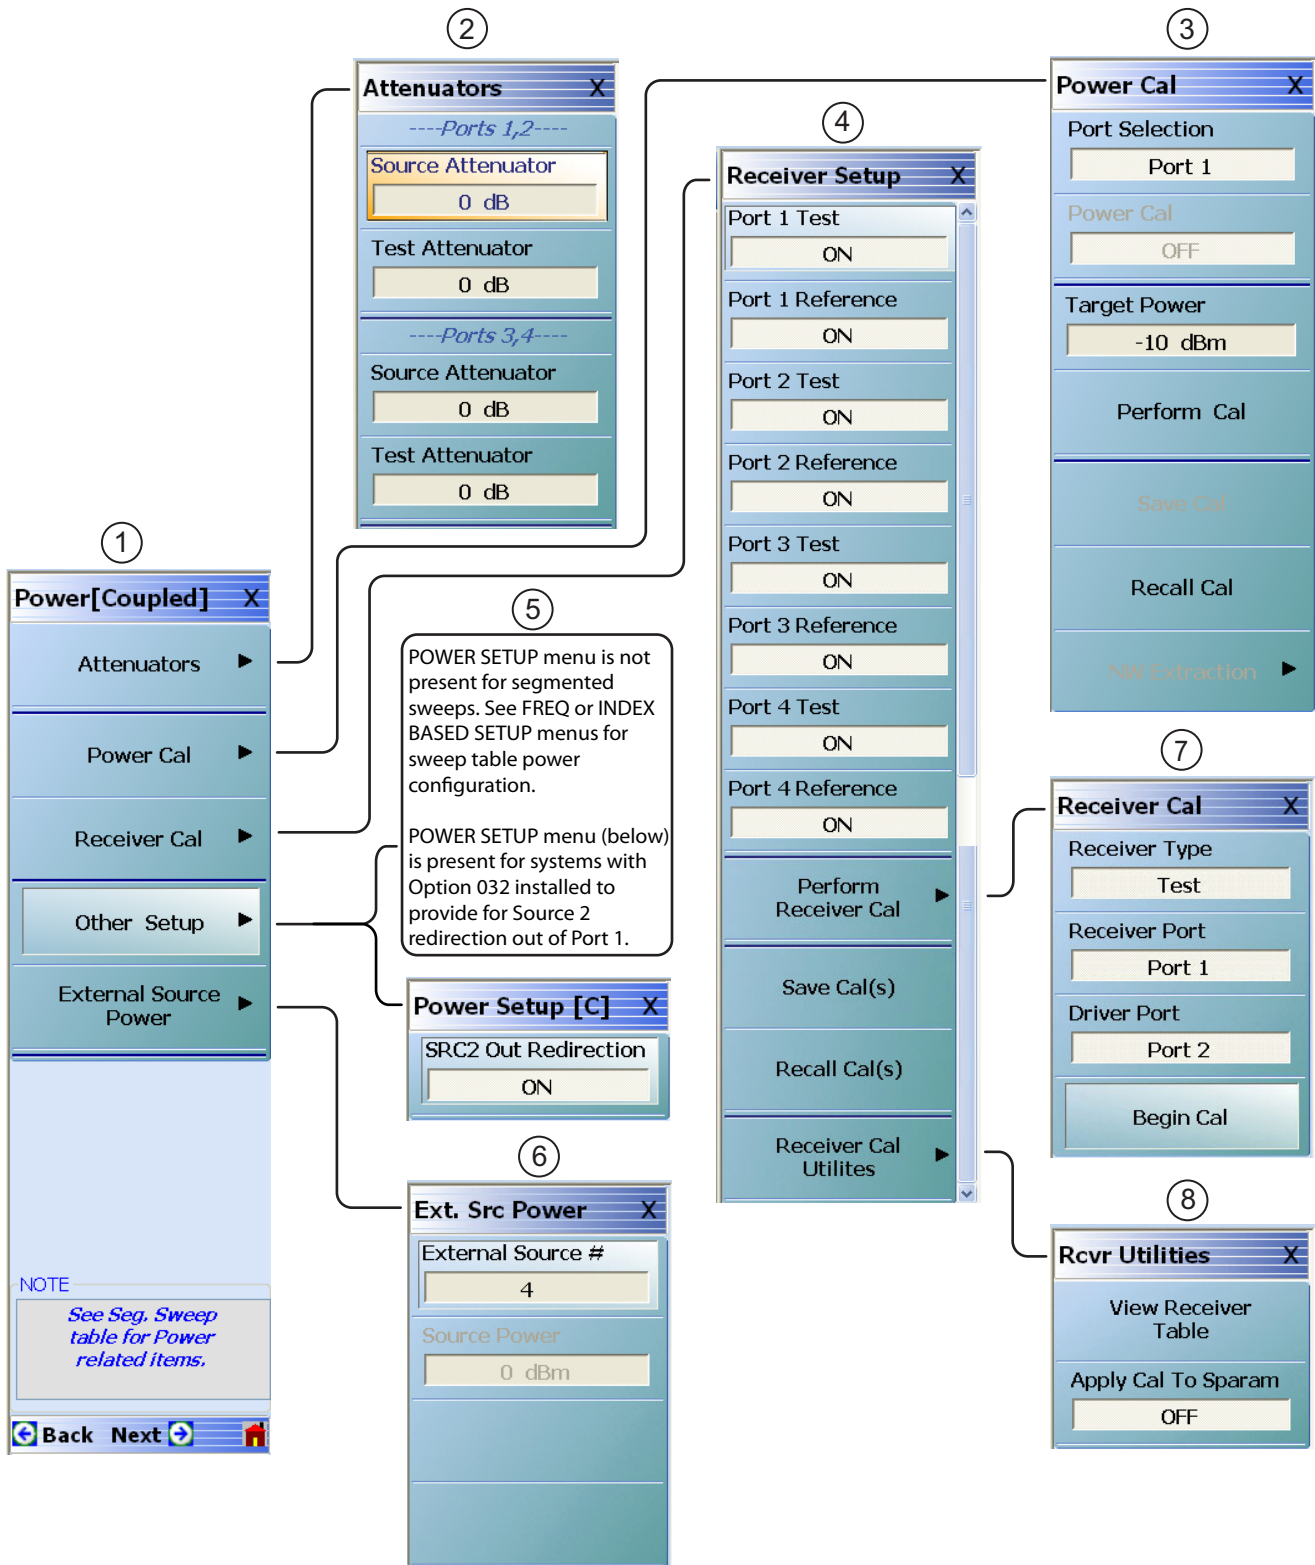 1
Power[Coupled] X
Attenuators
Power Cal
Receiver Cal
Other Setup
External Source
Power
NOTE
See Seg. Sweep
table for Power
related items.
Back Next
2
Attenuators X
----Ports 1,2----
Source Attenuator
0 dB
Test Attenuator
0 dB
----Ports 3,4----
Source Attenuator
0 dB
Test Attenuator
0 dB
3
Power Cal X
Port Selection
Port 1
Power Cal
OFF
Target Power
-10 dBm
Perform Cal
Save Cal
Recall Cal
NW Extraction
4
Receiver Setup X
Port 1 Test
ON
Port 1 Reference
ON
Port 2 Test
ON
Port 2 Reference
ON
Port 3 Test
ON
Port 3 Reference
ON
Port 4 Test
ON
Port 4 Reference
ON
Perform
Receiver Cal
Save Cal(s)
Recall Cal(s)
Receiver Cal
Utilites
5
POWER SETUP menu is not
present for segmented
sweeps. See FREQ or INDEX
BASED SETUP menus for
sweep table power
configuration.
POWER SETUP menu (below)
is present for systems with
Option 032 installed to
provide for Source 2
redirection out of Port 1.
Power Setup [C] X
SRC2 Out Redirection
ON
6
Ext. Src Power X
External Source #
4
Source Power
0 dBm
7
Receiver Cal X
Receiver Type
Test
Receiver Port
Port 1
Driver Port
Port 2
Begin Cal
8
Rcvr Utilities X
View Receiver
Table
Apply Cal To Sparam
OFF